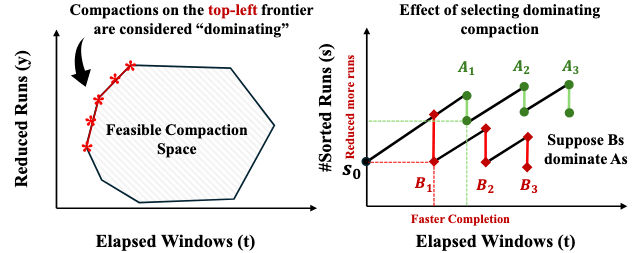 Compactions on the top-left frontier
are considered “dominating”
Reduced Runs (y)
Feasible Compaction
Space
Elapsed Windows (t)
Effect of selecting dominating
compaction
#Sorted Runs (s)
Reduced more runs
A1
A2
A3
s0
Suppose Bs
dominate As
B1
B2
B3
Faster Completion
Elapsed Windows (t)